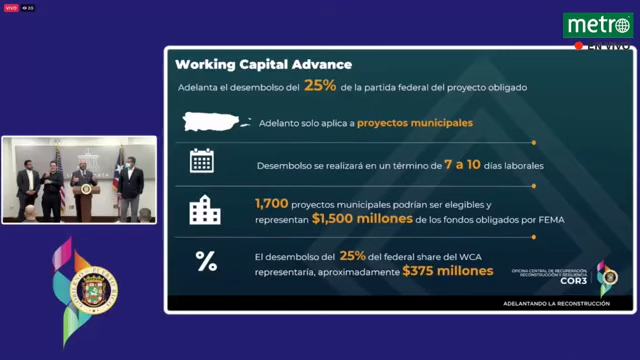 VIVO 33
metro
EN VIVO
Working Capital Advance
Adelanta el desembolso del 25% de la partida federal del proyecto obligado
Adelanto solo aplica a proyectos municipales
Desembolso se realizará en un término de 7 a 10 días laborales
1,700 proyectos municipales podrían ser elegibles y
representan $1,500 millones de los fondos obligados por FEMA
% El desembolso del 25% del federal share del WCA
representaría, aproximadamente $375 millones
OFICINA CENTRAL DE RECUPERACIÓN,
RECONSTRUCCIÓN Y RESILIENCIA
COR3
ADELANTANDO LA RECONSTRUCCIÓN